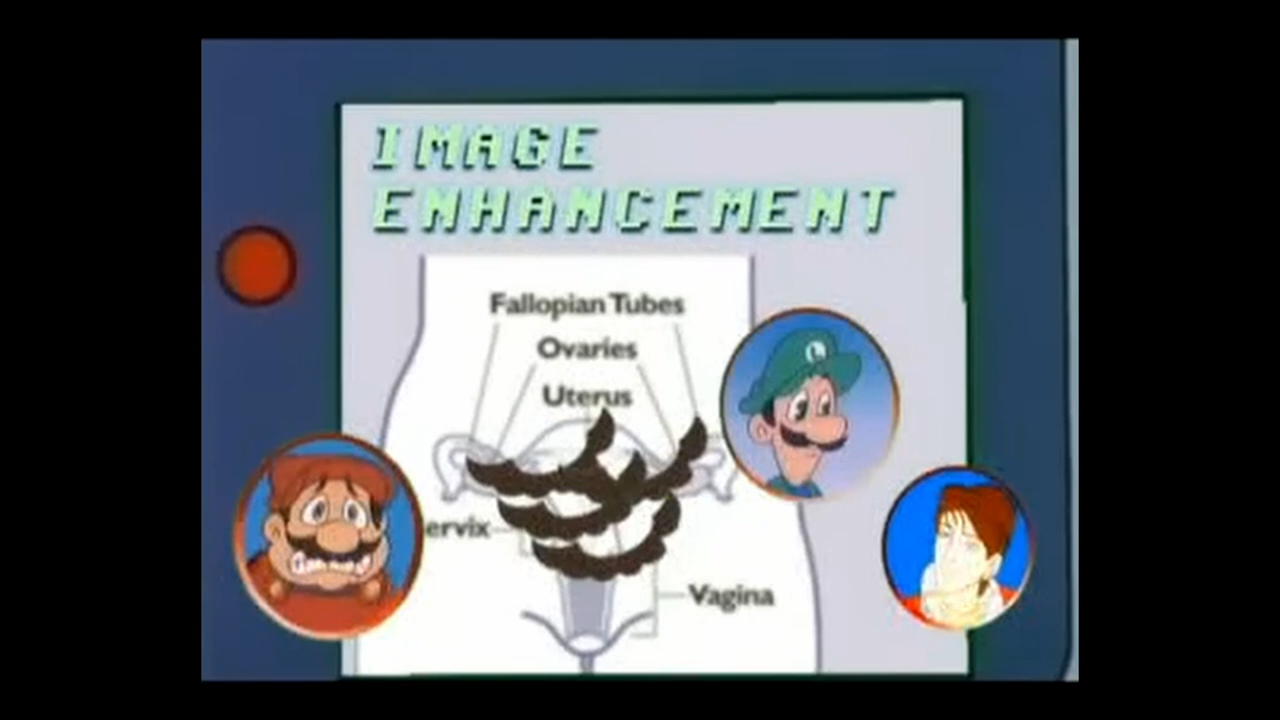 IMAGE
ENHANCEMENT
Fallopian Tubes
Ovaries
Uterus
L
ervix
Vagina